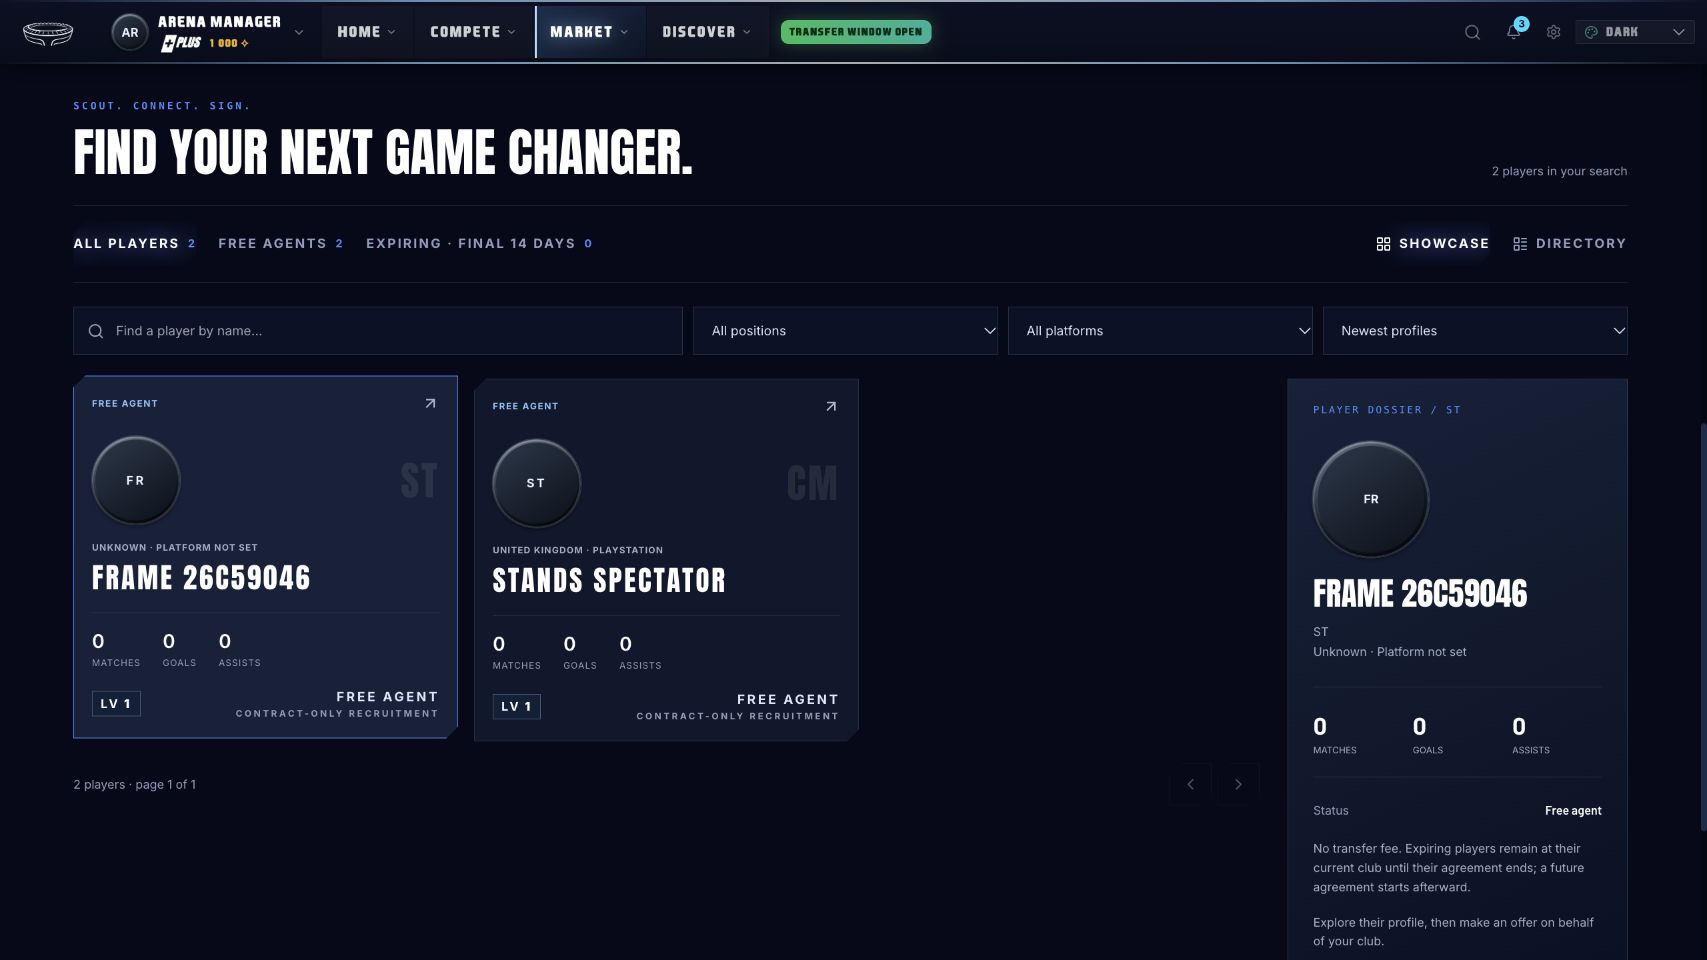 AR
ARENA MANAGER
PLUS 1 000
HOME
COMPETE
MARKET
DISCOVER
TRANSFER WINDOW OPEN
3
DARK
SCOUT. CONNECT. SIGN.
FIND YOUR NEXT GAME CHANGER.
2 players in your search
ALL PLAYERS 2
FREE AGENTS 2
EXPIRING · FINAL 14 DAYS 0
SHOWCASE
DIRECTORY
Find a player by name...
All positions
All platforms
Newest profiles
FREE AGENT
FR
ST
UNKNOWN · PLATFORM NOT SET
FRAME 26C59046
0 0 0
MATCHES GOALS ASSISTS
LV 1
FREE AGENT
CONTRACT-ONLY RECRUITMENT
FREE AGENT
ST
CM
UNITED KINGDOM · PLAYSTATION
STANDS SPECTATOR
0 0 0
MATCHES GOALS ASSISTS
LV 1
FREE AGENT
CONTRACT-ONLY RECRUITMENT
2 players · page 1 of 1
PLAYER DOSSIER / ST
FR
FRAME 26C59046
ST
Unknown · Platform not set
0 0 0
MATCHES GOALS ASSISTS
Status Free agent
No transfer fee. Expiring players remain at their
current club until their agreement ends; a future
agreement starts afterward.
Explore their profile, then make an offer on behalf
of your club.